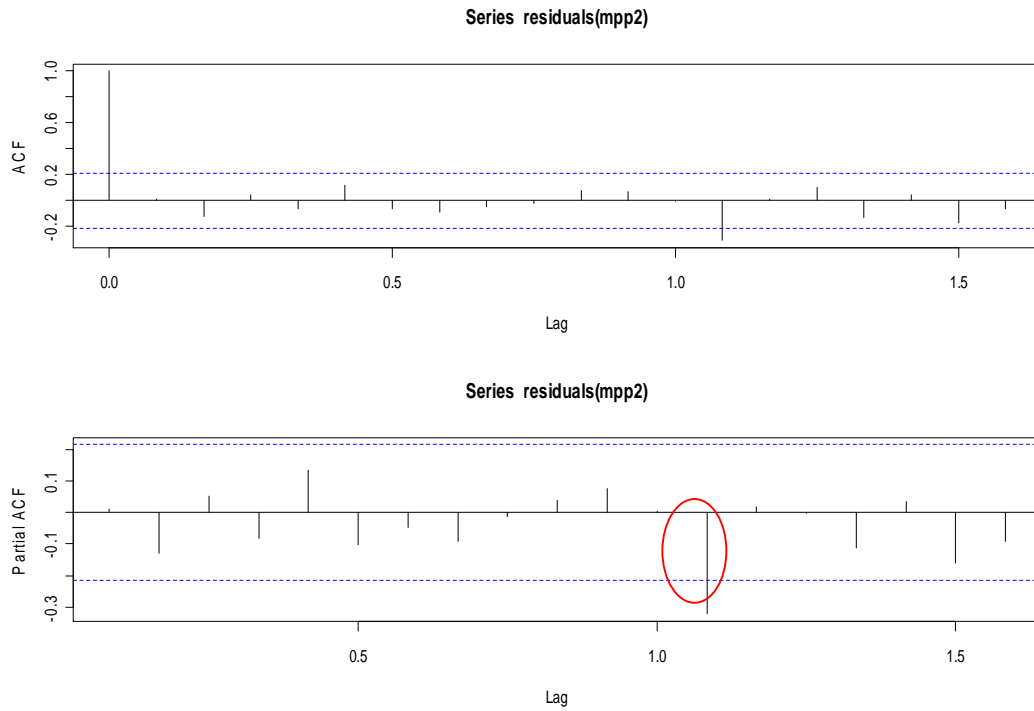 Series residuals(mpp2)
1.0
0.6
0.2
-0.2
ACF
0.0 0.5 1.0 1.5
Lag
Series residuals(mpp2)
0.1
-0.1
-0.3
Partial ACF
0.5 1.0 1.5
Lag